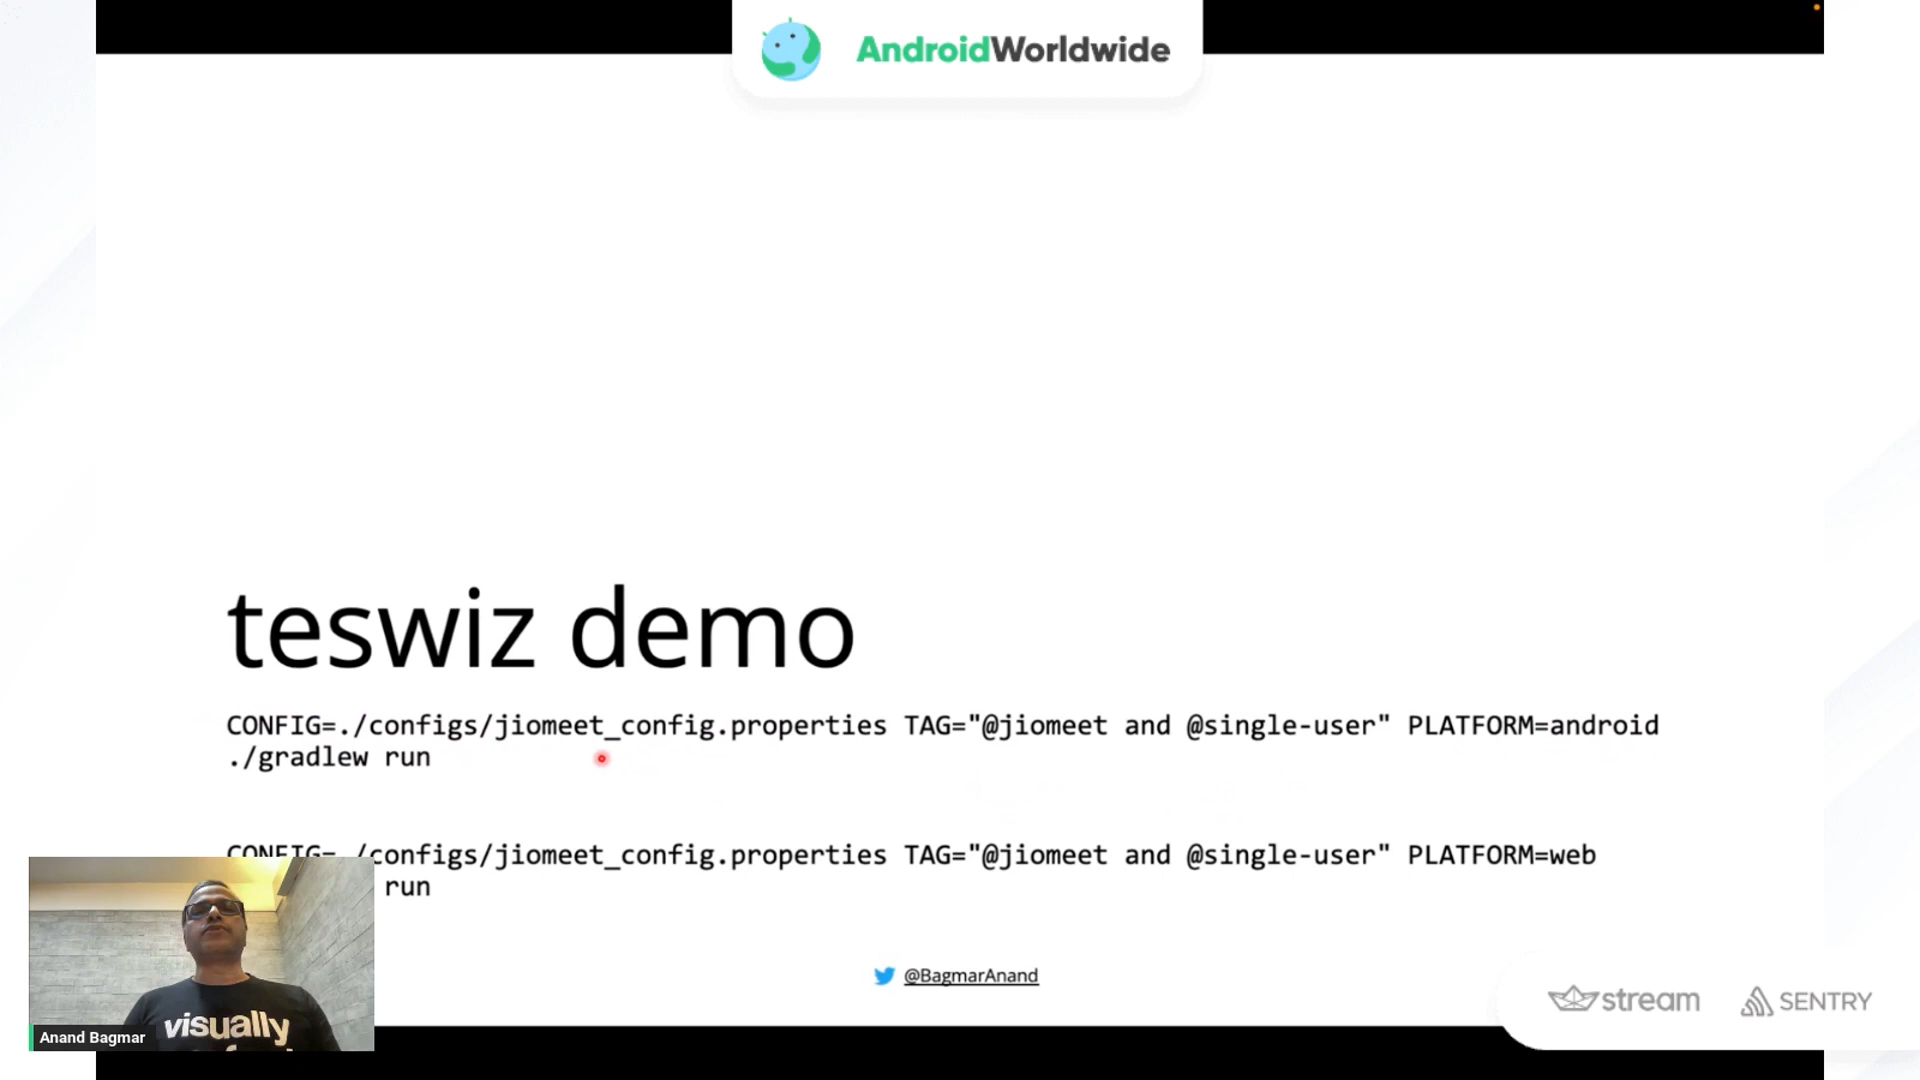 AndroidWorldwide
teswiz demo
CONFIG=./configs/jiomeet_config.properties TAG="@jiomeet and @single-user" PLATFORM=android
./gradlew run
CONFIG=./configs/jiomeet_config.properties TAG="@jiomeet and @single-user" PLATFORM=web
run
@BagmarAnand
visually
Anand Bagmar
stream
SENTRY